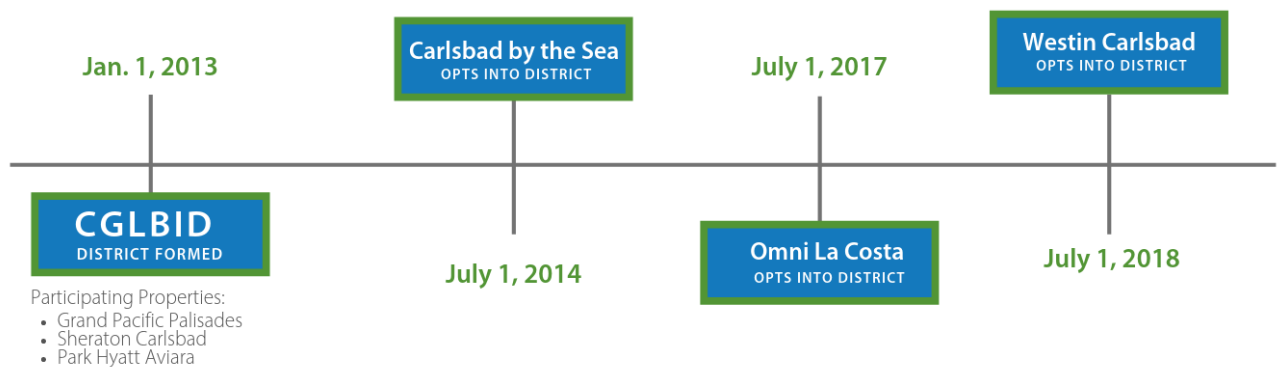 Jan. 1, 2013
CGLBID
DISTRICT FORMED
Participating Properties:
• Grand Pacific Palisades
• Sheraton Carlsbad
• Park Hyatt Aviara
Carlsbad by the Sea
OPTS INTO DISTRICT
July 1, 2014
July 1, 2017
Omni La Costa
OPTS INTO DISTRICT
Westin Carlsbad
OPTS INTO DISTRICT
July 1, 2018